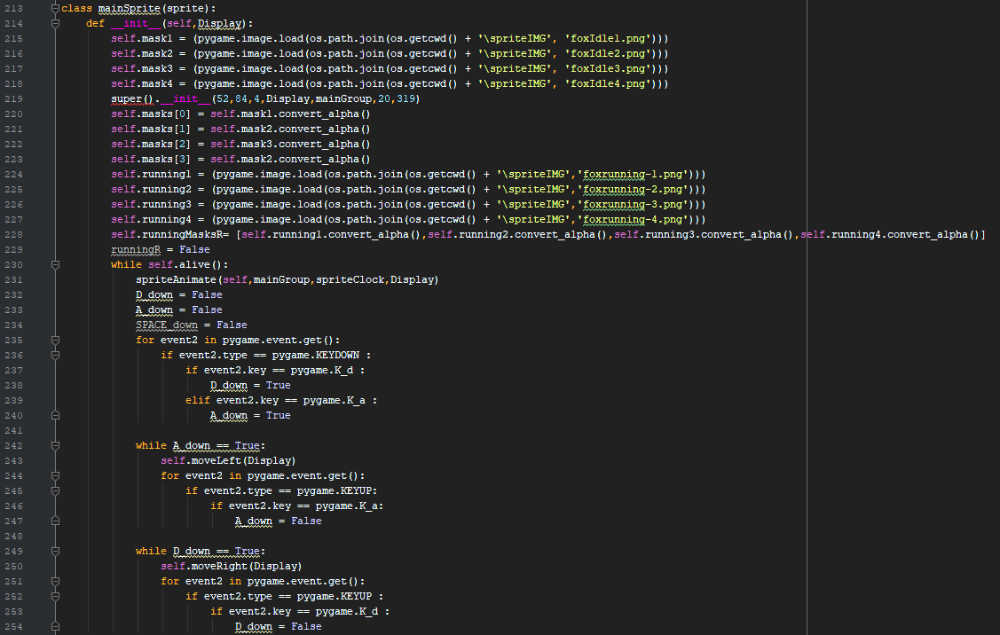 213 class mainSprite(sprite):
214     def __init__(self,Display):
215         self.mask1 = (pygame.image.load(os.path.join(os.getcwd() + '\spriteIMG', 'foxIdle1.png')))
216         self.mask2 = (pygame.image.load(os.path.join(os.getcwd() + '\spriteIMG', 'foxIdle2.png')))
217         self.mask3 = (pygame.image.load(os.path.join(os.getcwd() + '\spriteIMG', 'foxIdle3.png')))
218         self.mask4 = (pygame.image.load(os.path.join(os.getcwd() + '\spriteIMG', 'foxIdle4.png')))
219         super().__init__(52,84,4,Display,mainGroup,20,319)
220         self.masks[0] = self.mask1.convert_alpha()
221         self.masks[1] = self.mask2.convert_alpha()
222         self.masks[2] = self.mask3.convert_alpha()
223         self.masks[3] = self.mask2.convert_alpha()
224         self.running1 = (pygame.image.load(os.path.join(os.getcwd() + '\spriteIMG','foxrunning-1.png')))
225         self.running2 = (pygame.image.load(os.path.join(os.getcwd() + '\spriteIMG','foxrunning-2.png')))
226         self.running3 = (pygame.image.load(os.path.join(os.getcwd() + '\spriteIMG','foxrunning-3.png')))
227         self.running4 = (pygame.image.load(os.path.join(os.getcwd() + '\spriteIMG','foxrunning-4.png')))
228         self.runningMasksR= [self.running1.convert_alpha(),self.running2.convert_alpha(),self.running3.convert_alpha(),self.running4.convert_alpha()]
229         runningR = False
230         while self.alive():
231             spriteAnimate(self,mainGroup,spriteClock,Display)
232             D_down = False
233             A_down = False
234             SPACE_down = False
235             for event2 in pygame.event.get():
236                 if event2.type == pygame.KEYDOWN :
237                     if event2.key == pygame.K_d :
238                         D_down = True
239                     elif event2.key == pygame.K_a :
240                         A_down = True
241
242             while A_down == True:
243                 self.moveLeft(Display)
244                 for event2 in pygame.event.get():
245                     if event2.type == pygame.KEYUP:
246                         if event2.key == pygame.K_a:
247                             A_down = False
248
249             while D_down == True:
250                 self.moveRight(Display)
251                 for event2 in pygame.event.get():
252                     if event2.type == pygame.KEYUP :
253                         if event2.key == pygame.K_d :
254                             D_down = False